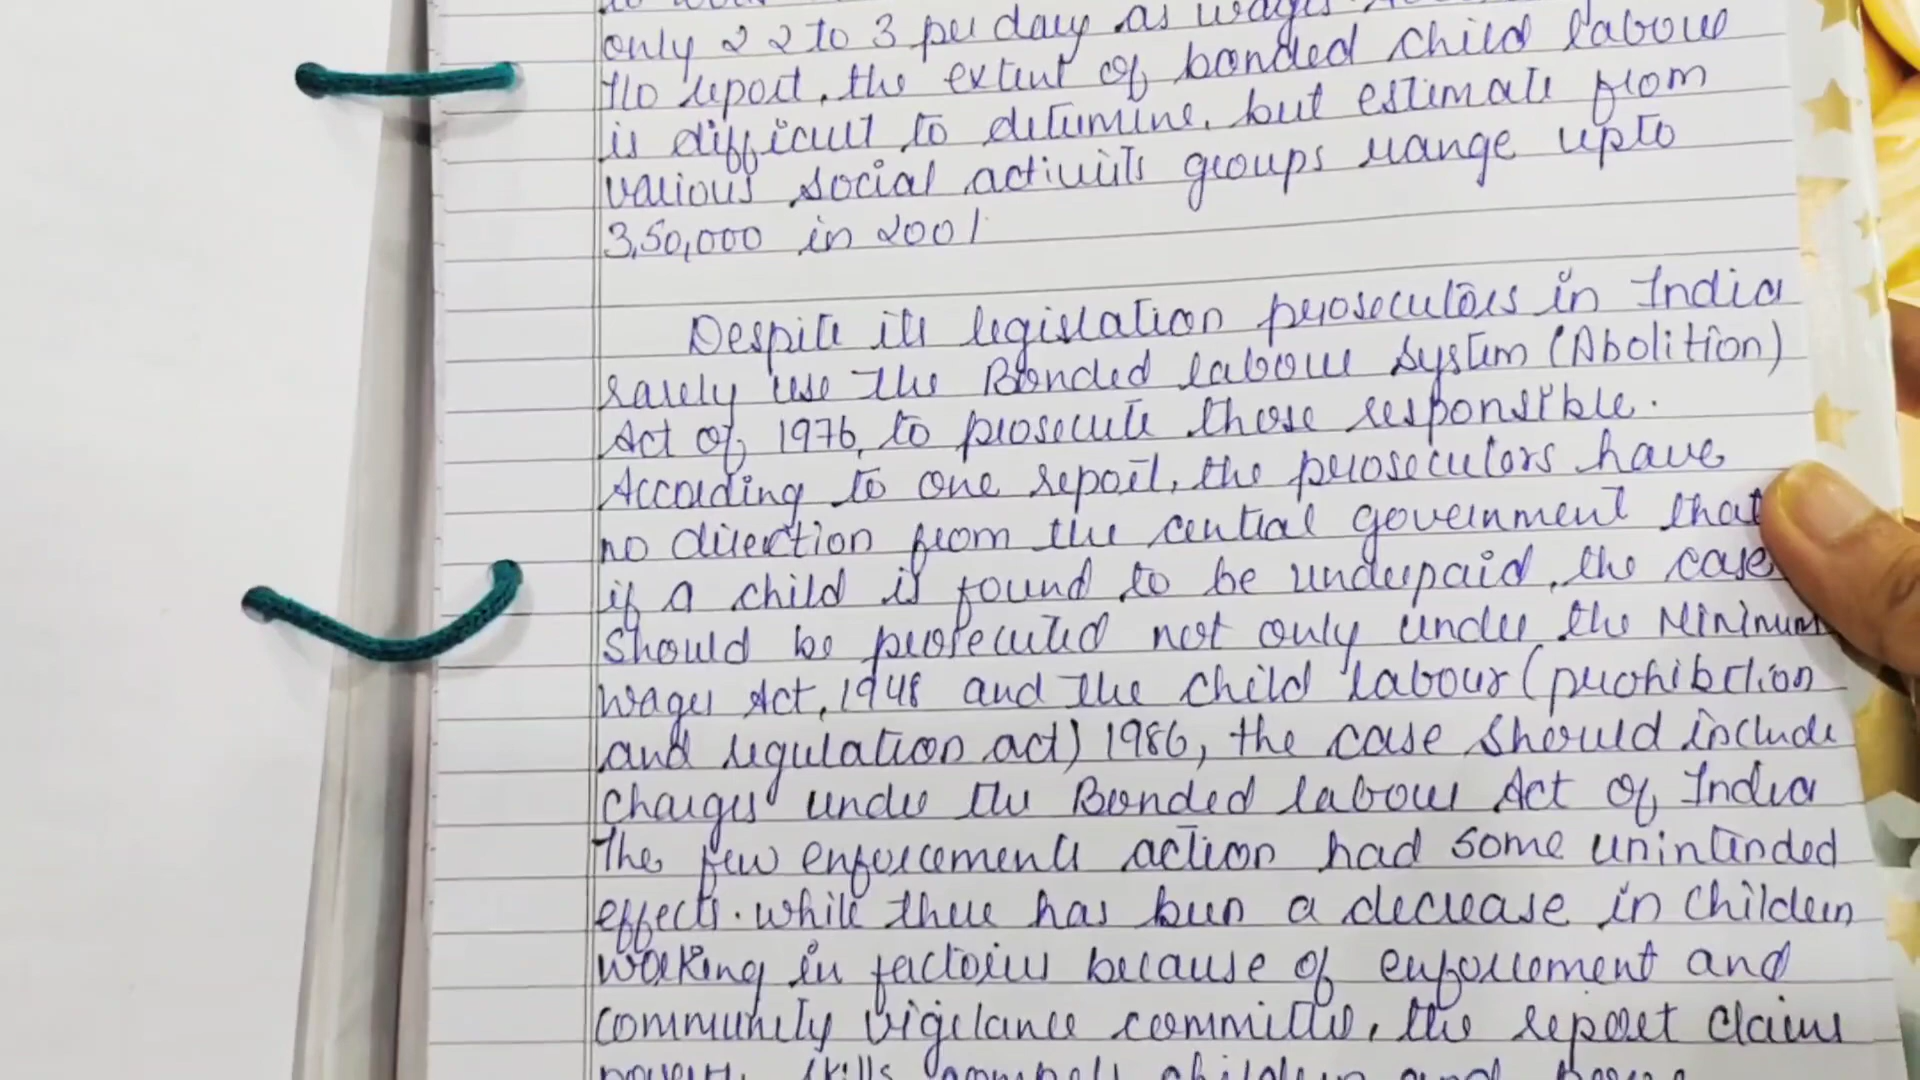 only 2 2 to 3 per day as wages.
ILO report, the extent of bonded child labour
is difficult to determine, but estimate from
various social activists groups range upto
3,50,000 in 2001
Despite its legislation prosecutors in India
rarely use the Bonded labour System (Abolition)
Act of 1976, to prosecute those responsible.
According to one report, the prosecutors have
no direction from the central government that
if a child is found to be underpaid, the case
should be prosecuted not only under the Mininum
wages Act, 1948 and the child labour (prohibition
and regulation act) 1986, the case should include
charges under the Bonded labour Act of India
The few enforcements action had some unintended
effects. while there has been a decrease in children
working in factories because of enforcement and
community vigilance committes, the report claims
skills children and